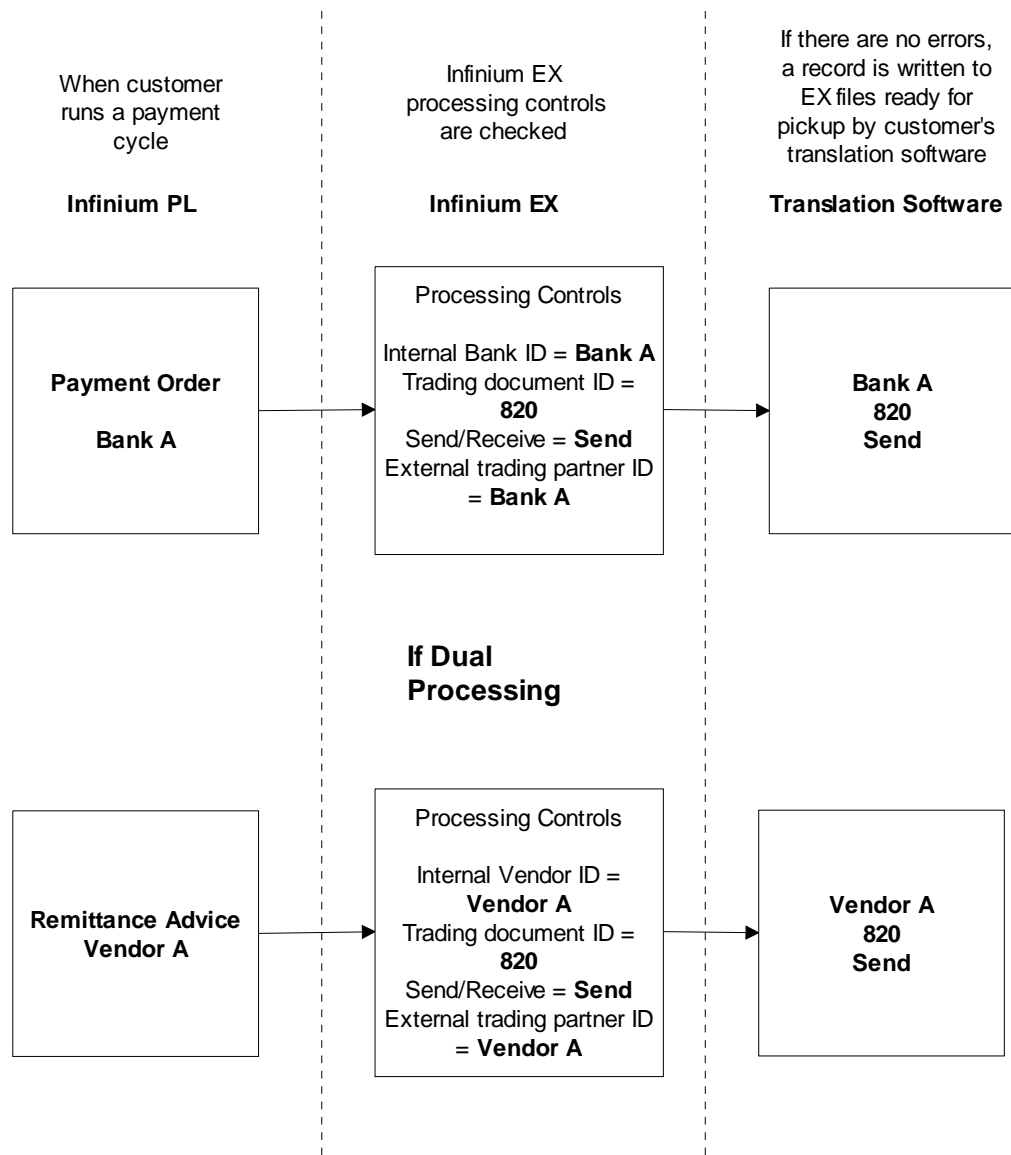 When customer
runs a payment
cycle
Infinium PL
Infinium EX
processing controls
are checked
Infinium EX
If there are no errors,
a record is written to
EX files ready for
pickup by customer's
translation software
Translation Software
Payment Order
Bank A
Processing Controls
Internal Bank ID = Bank A
Trading document ID =
820
Send/Receive = Send
External trading partner ID
= Bank A
Bank A
820
Send
If Dual
Processing
Remittance Advice
Vendor A
Processing Controls
Internal Vendor ID =
Vendor A
Trading document ID =
820
Send/Receive = Send
External trading partner ID
= Vendor A
Vendor A
820
Send